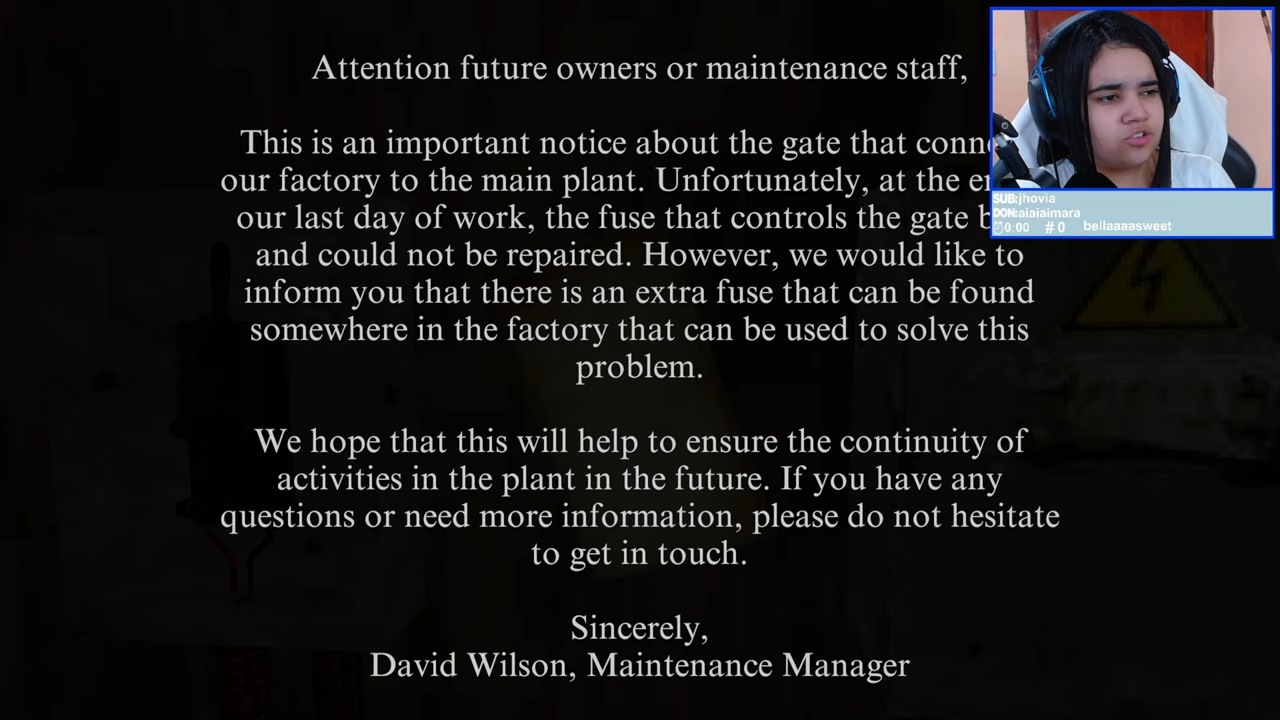 Attention future owners or maintenance staff,
This is an important notice about the gate that
our factory to the main plant. Unfortunately, at the
our last day of work, the fuse that controls the gate
and could not be repaired. However, we would like to
inform you that there is an extra fuse that can be found
somewhere in the factory that can be used to solve this
problem.
We hope that this will help to ensure the continuity of
activities in the plant in the future. If you have any
questions or need more information, please do not hesitate
to get in touch.
Sincerely,
David Wilson, Maintenance Manager
SUB:jhovia
DON:aiaiaimara
0:00 #0 bellaaaasweet